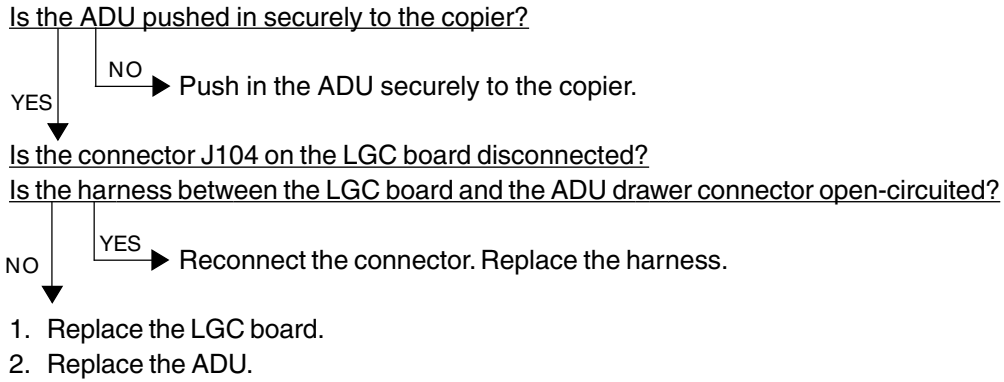 Is the ADU pushed in securely to the copier?
NO
Push in the ADU securely to the copier.
YES
Is the connector J104 on the LGC board disconnected?
Is the harness between the LGC board and the ADU drawer connector open-circuited?
YES
Reconnect the connector. Replace the harness.
NO
1. Replace the LGC board.
2. Replace the ADU.